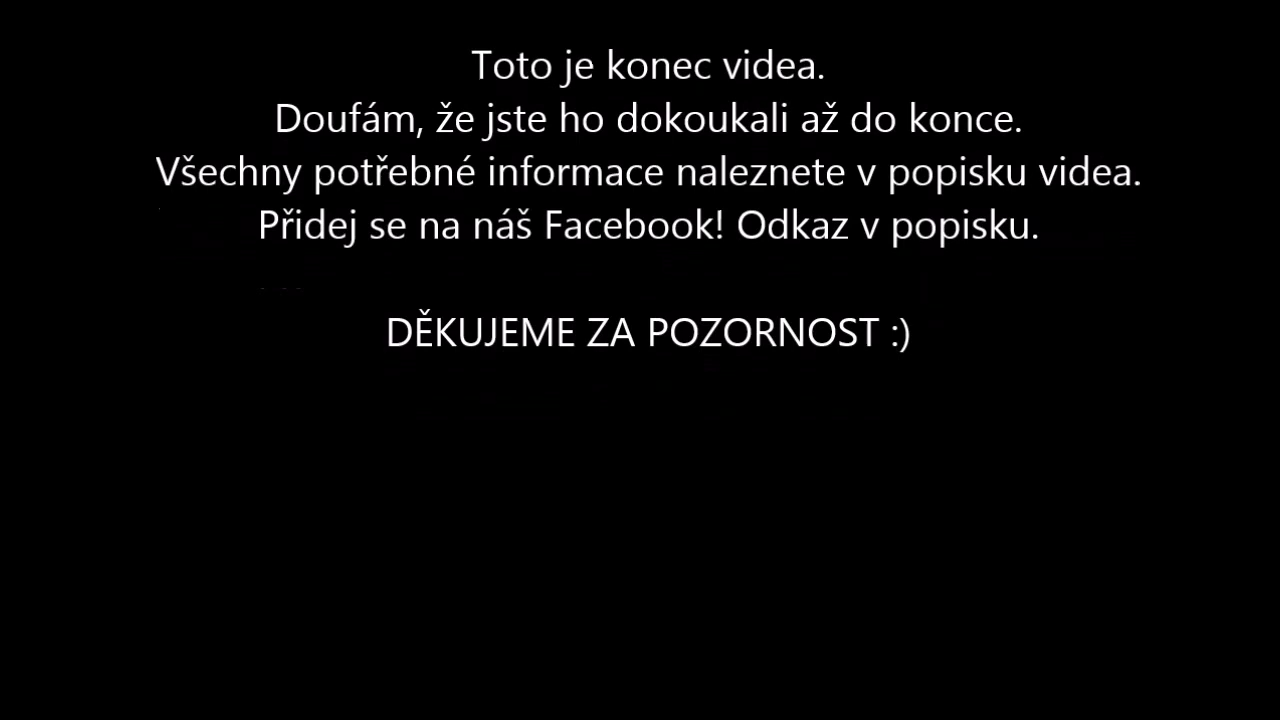 Toto je konec videa.
Doufám, že jste ho dokoukali až do konce.
Všechny potřebné informace naleznete v popisku videa.
Přidej se na náš Facebook! Odkaz v popisku.
DĚKUJEME ZA POZORNOST :)